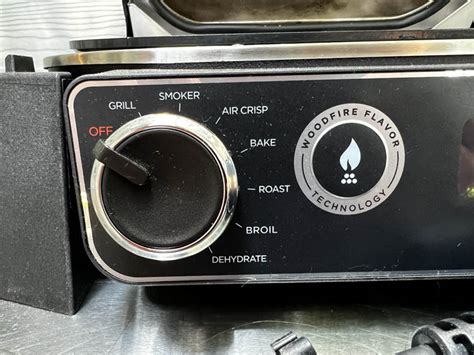 OFF
GRILL
SMOKER
AIR CRISP
BAKE
ROAST
BROIL
DEHYDRATE
WOODFIRE FLAVOR
TECHNOLOGY